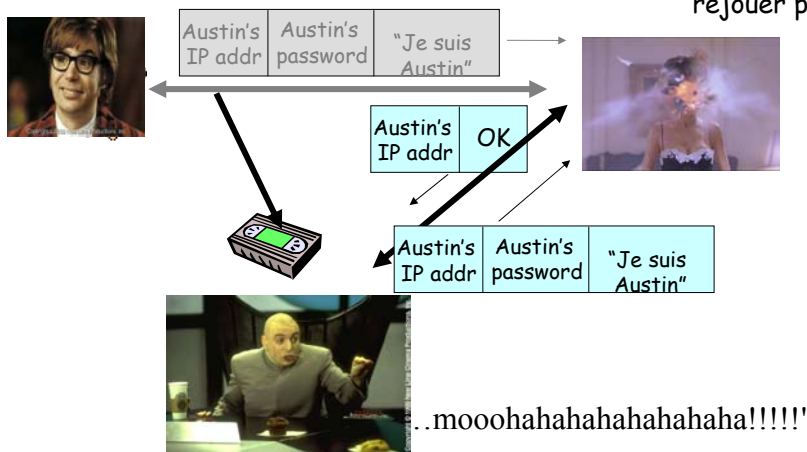 rejouer p
Austin's
IP addr
Austin's
password
“Je suis
Austin”
Austin's
IP addr
OK
Austin's
IP addr
Austin's
password
“Je suis
Austin”
..mooohahahahahahahaha!!!!!'